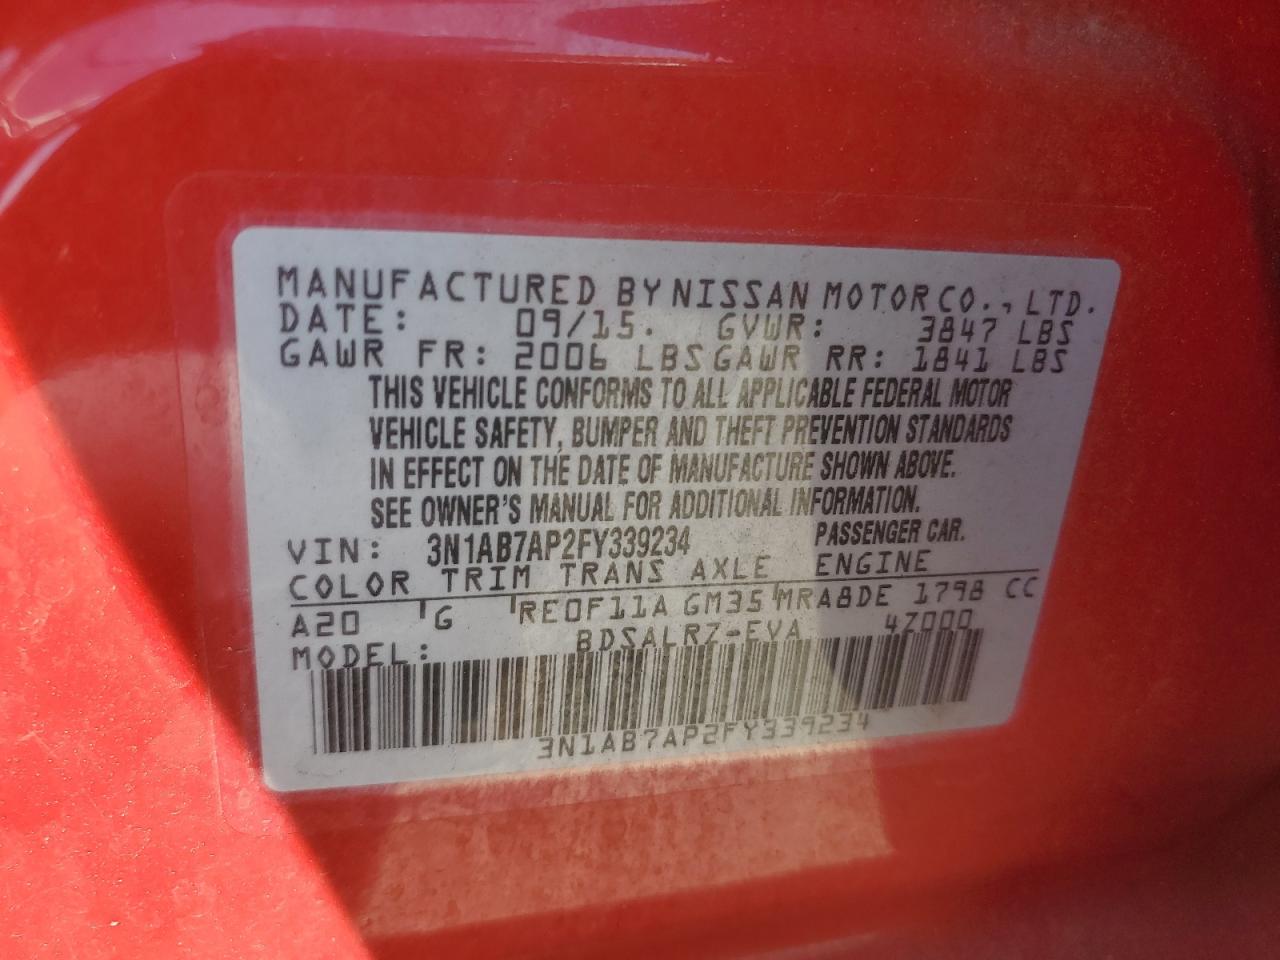 MANUFACTURED BY NISSAN MOTOR CO., LTD.
DATE: 09/15. GVWR: 3847 LBS
GAWR FR: 2006 LBS GAWR RR: 1841 LBS
THIS VEHICLE CONFORMS TO ALL APPLICABLE FEDERAL MOTOR
VEHICLE SAFETY, BUMPER AND THEFT PREVENTION STANDARDS
IN EFFECT ON THE DATE OF MANUFACTURE SHOWN ABOVE.
SEE OWNER'S MANUAL FOR ADDITIONAL INFORMATION.
VIN: 3N1AB7AP2FY339234 PASSENGER CAR.
COLOR TRIM TRANS AXLE ENGINE
A20 G RE0F11A GM35 MRA8DE 1798 CC
MODEL: BDSALRZ-EVA 47000
3N1AB7AP2FY339234